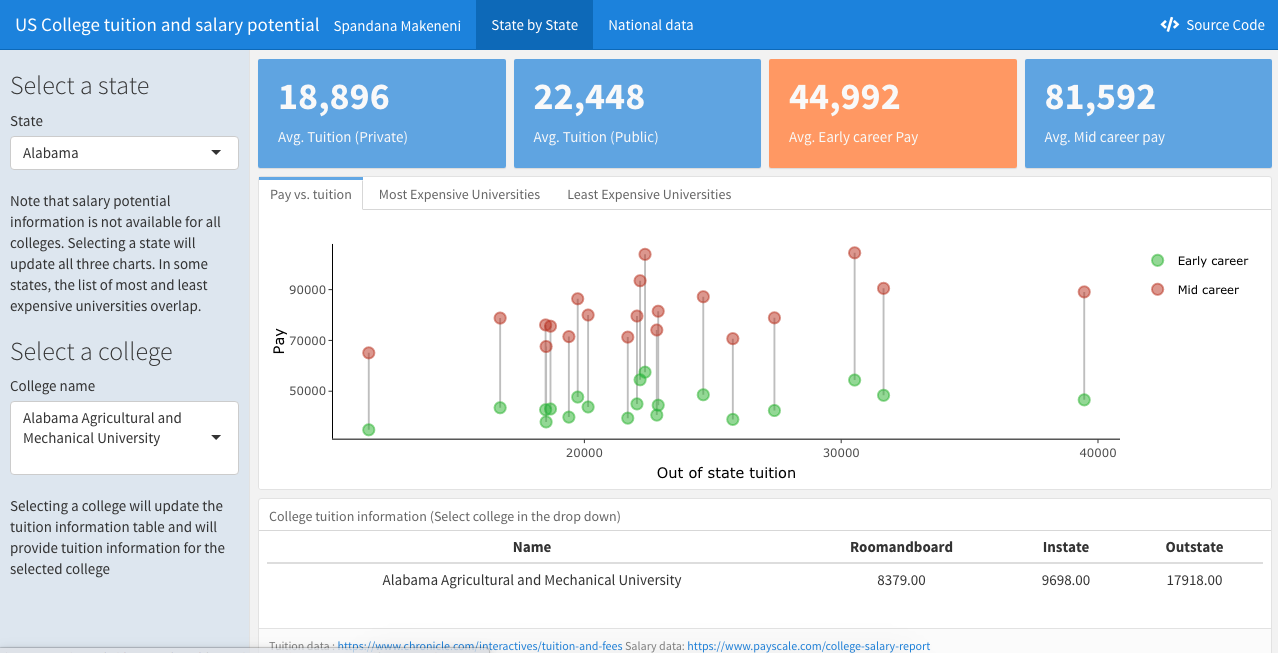 US College tuition and salary potential Spandana Makeneni State by State National data Source Code
Select a state
State
Alabama
Note that salary potential
information is not available for all
colleges. Selecting a state will
update all three charts. In some
states, the list of most and least
expensive universities overlap.
Select a college
College name
Alabama Agricultural and
Mechanical University
Selecting a college will update the
tuition information table and will
provide tuition information for the
selected college
18,896
Avg. Tuition (Private)
22,448
Avg. Tuition (Public)
44,992
Avg. Early career Pay
81,592
Avg. Mid career pay
Pay vs. tuition Most Expensive Universities Least Expensive Universities
Early career
Mid career
90000
70000
50000
Pay
20000 30000 40000
Out of state tuition
College tuition information (Select college in the drop down)
Name Roomandboard Instate Outstate
Alabama Agricultural and Mechanical University 8379.00 9698.00 17918.00
Tuition data : https://www.chronicle.com/interactives/tuition-and-fees Salary data: https://www.payscale.com/college-salary-report